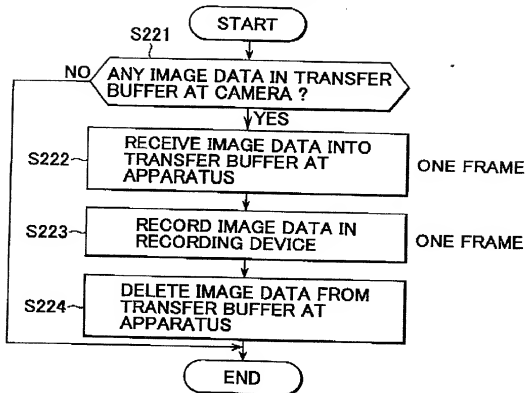 START
S221
NO
ANY IMAGE DATA IN TRANSFER
BUFFER AT CAMERA ?
YES
S222
RECEIVE IMAGE DATA INTO
TRANSFER BUFFER AT
APPARATUS
ONE FRAME
S223
RECORD IMAGE DATA IN
RECORDING DEVICE
ONE FRAME
S224
DELETE IMAGE DATA FROM
TRANSFER BUFFER AT
APPARATUS
END